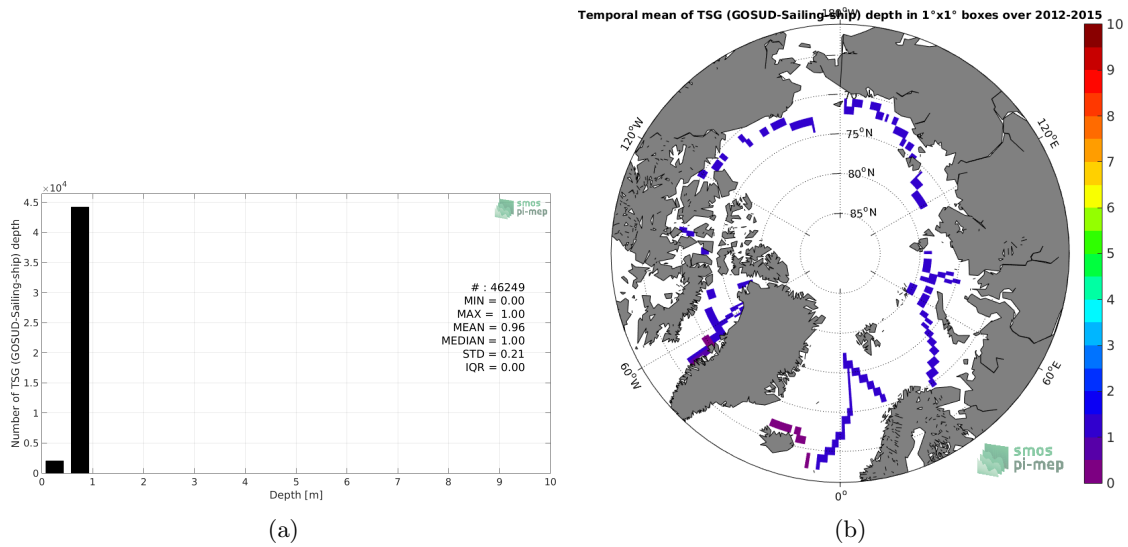 ×10⁴
4.5
4
3.5
3
2.5
2
1.5
1
0.5
0
Number of TSG (GOSUD-Sailing-ship) depth
smos
pi-mep
# : 46249
MIN = 0.00
MAX = 1.00
MEAN = 0.96
MEDIAN = 1.00
STD = 0.21
IQR = 0.00
0 1 2 3 4 5 6 7 8 9 10
Depth [m]
(a)
Temporal mean of TSG (GOSUD-Sailing-ship) depth in 1°x1° boxes over 2012-2015
180°W
120°W
120°E
75°N
80°N
85°N
60°W
60°E
0°
smos
pi-mep
10
9
8
7
6
5
4
3
2
1
0
(b)